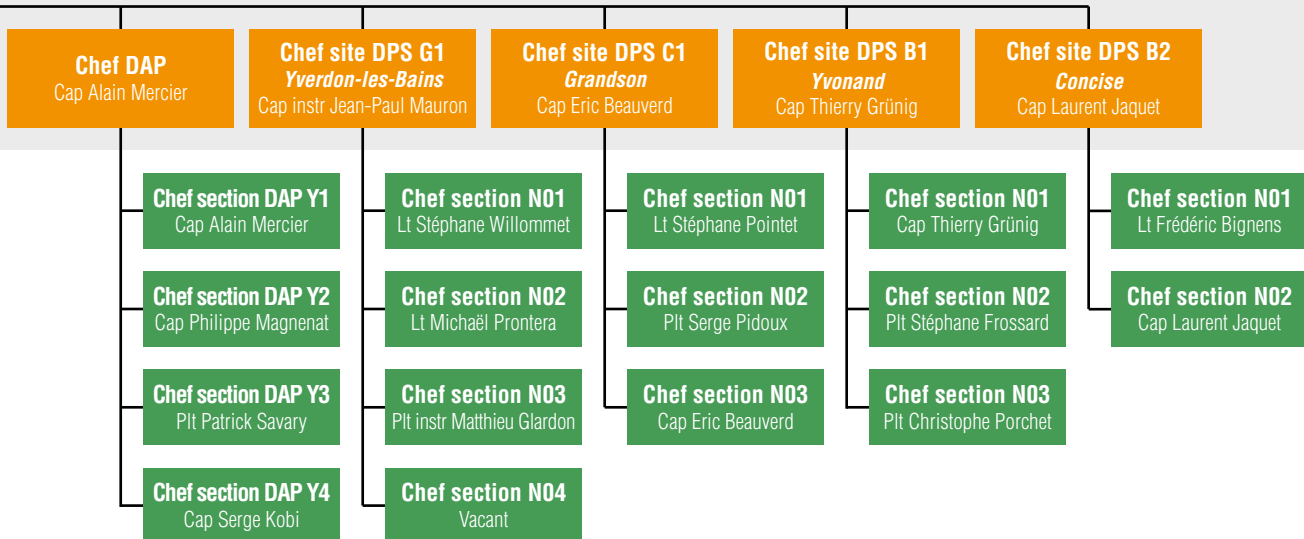 Chef DAP
Cap Alain Mercier
Chef site DPS G1
Yverdon-les-Bains
Cap instr Jean-Paul Mauron
Chef site DPS C1
Grandson
Cap Eric Beauverd
Chef site DPS B1
Yvonand
Cap Thierry Grünig
Chef site DPS B2
Concise
Cap Laurent Jaquet
Chef section DAP Y1
Cap Alain Mercier
Chef section DAP Y2
Cap Philippe Magnenat
Chef section DAP Y3
Plt Patrick Savary
Chef section DAP Y4
Cap Serge Kobi
Chef section N01
Lt Stéphane Willommet
Chef section N02
Lt Michaël Prontera
Chef section N03
Plt instr Matthieu Glardon
Chef section N04
Vacant
Chef section N01
Lt Stéphane Pointet
Chef section N02
Plt Serge Pidoux
Chef section N03
Cap Eric Beauverd
Chef section N01
Cap Thierry Grünig
Chef section N02
Plt Stéphane Frossard
Chef section N03
Plt Christophe Porchet
Chef section N01
Lt Frédéric Bignens
Chef section N02
Cap Laurent Jaquet